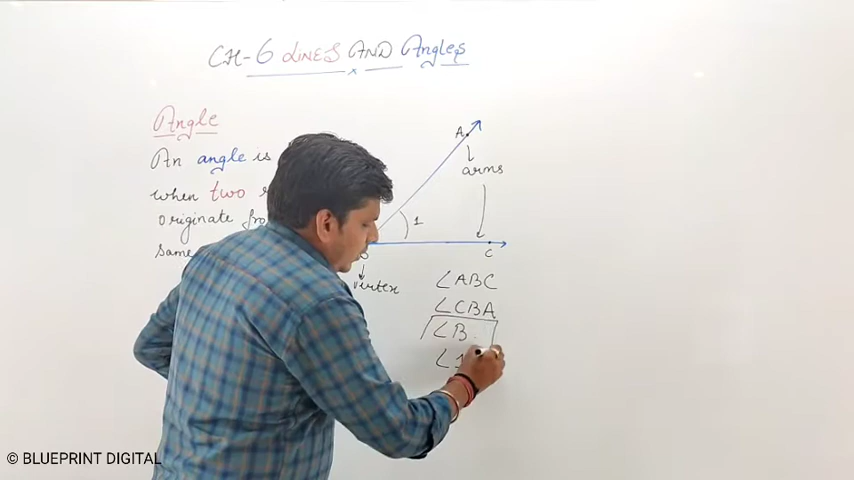 CH-6 LINES AND Angles
Angle
An angle is
when two
originate
same
A
arms
1
C
vertex
∠ABC
∠CBA
∠B
∠1
© BLUEPRINT DIGITAL